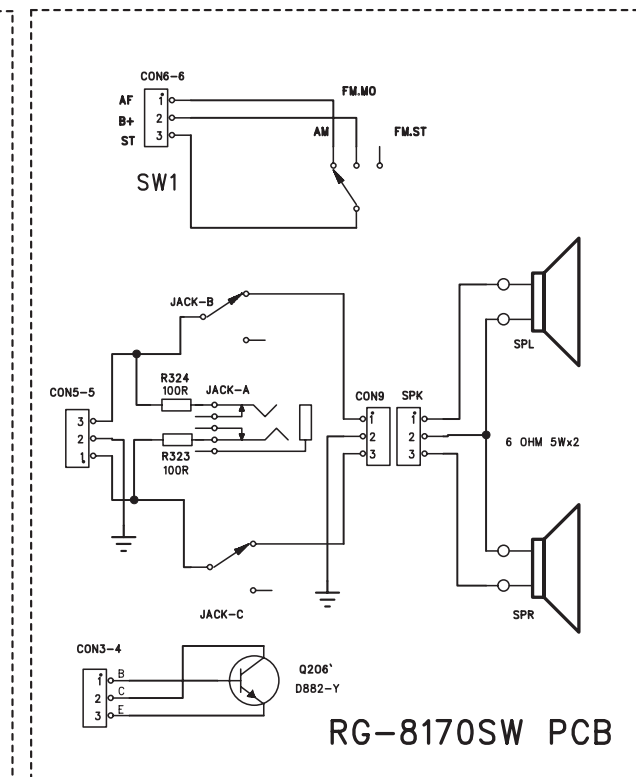 CON6-6
FM.MO
AF
1
B+
2
AM
FM.ST
ST
3
SW1
JACK-B
SPL
R324
100R
JACK-A
CON5-5
CON9
SPK
3
1
1
2
2
2
6 OHM 5Wx2
1
3
3
R323
100R
JACK-C
SPR
CON3-4
1
B
2
C
3
E
Q206`
D882-Y
RG-8170SW PCB